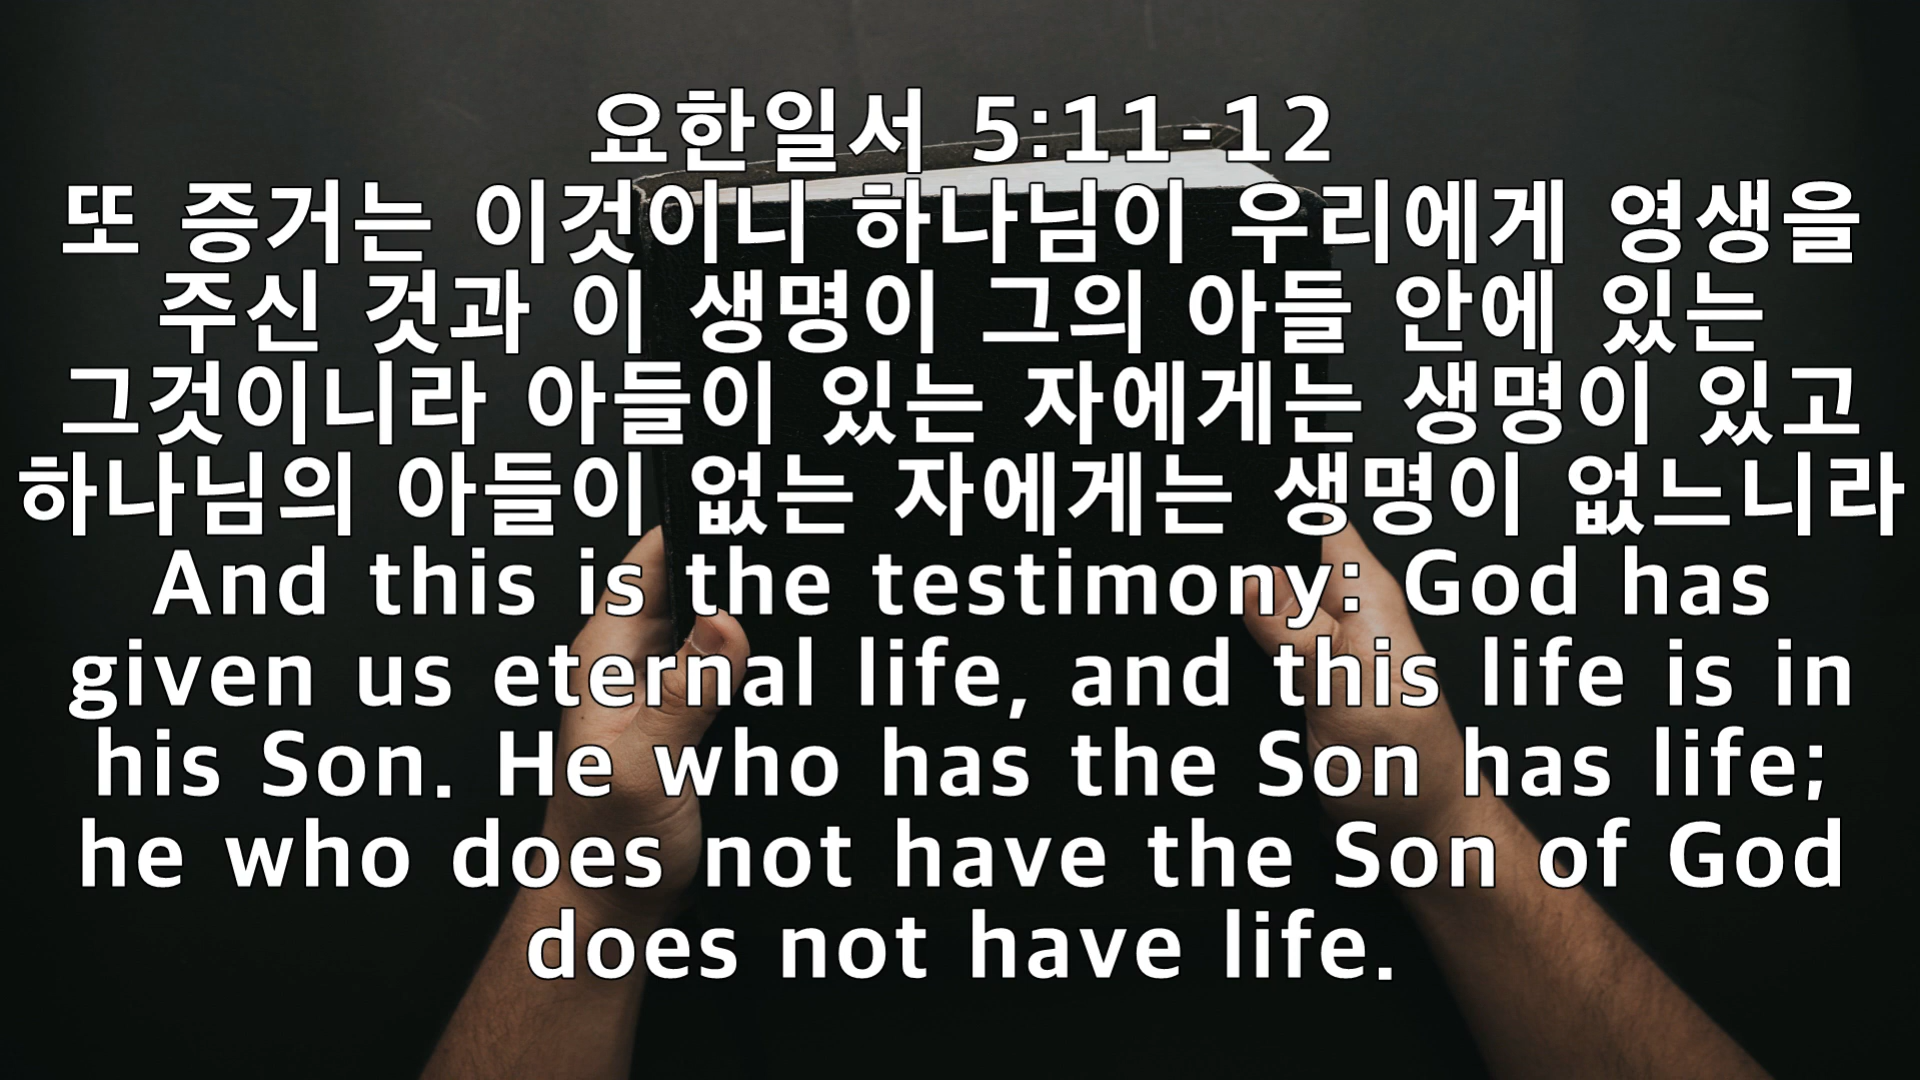 요한일서 5:11-12
또 증거는 이것이니 하나님이 우리에게 영생을
주신 것과 이 생명이 그의 아들 안에 있는
그것이니라 아들이 있는 자에게는 생명이 있고
하나님의 아들이 없는 자에게는 생명이 없느니라
And this is the testimony: God has
given us eternal life, and this life is in
his Son. He who has the Son has life;
he who does not have the Son of God
does not have life.